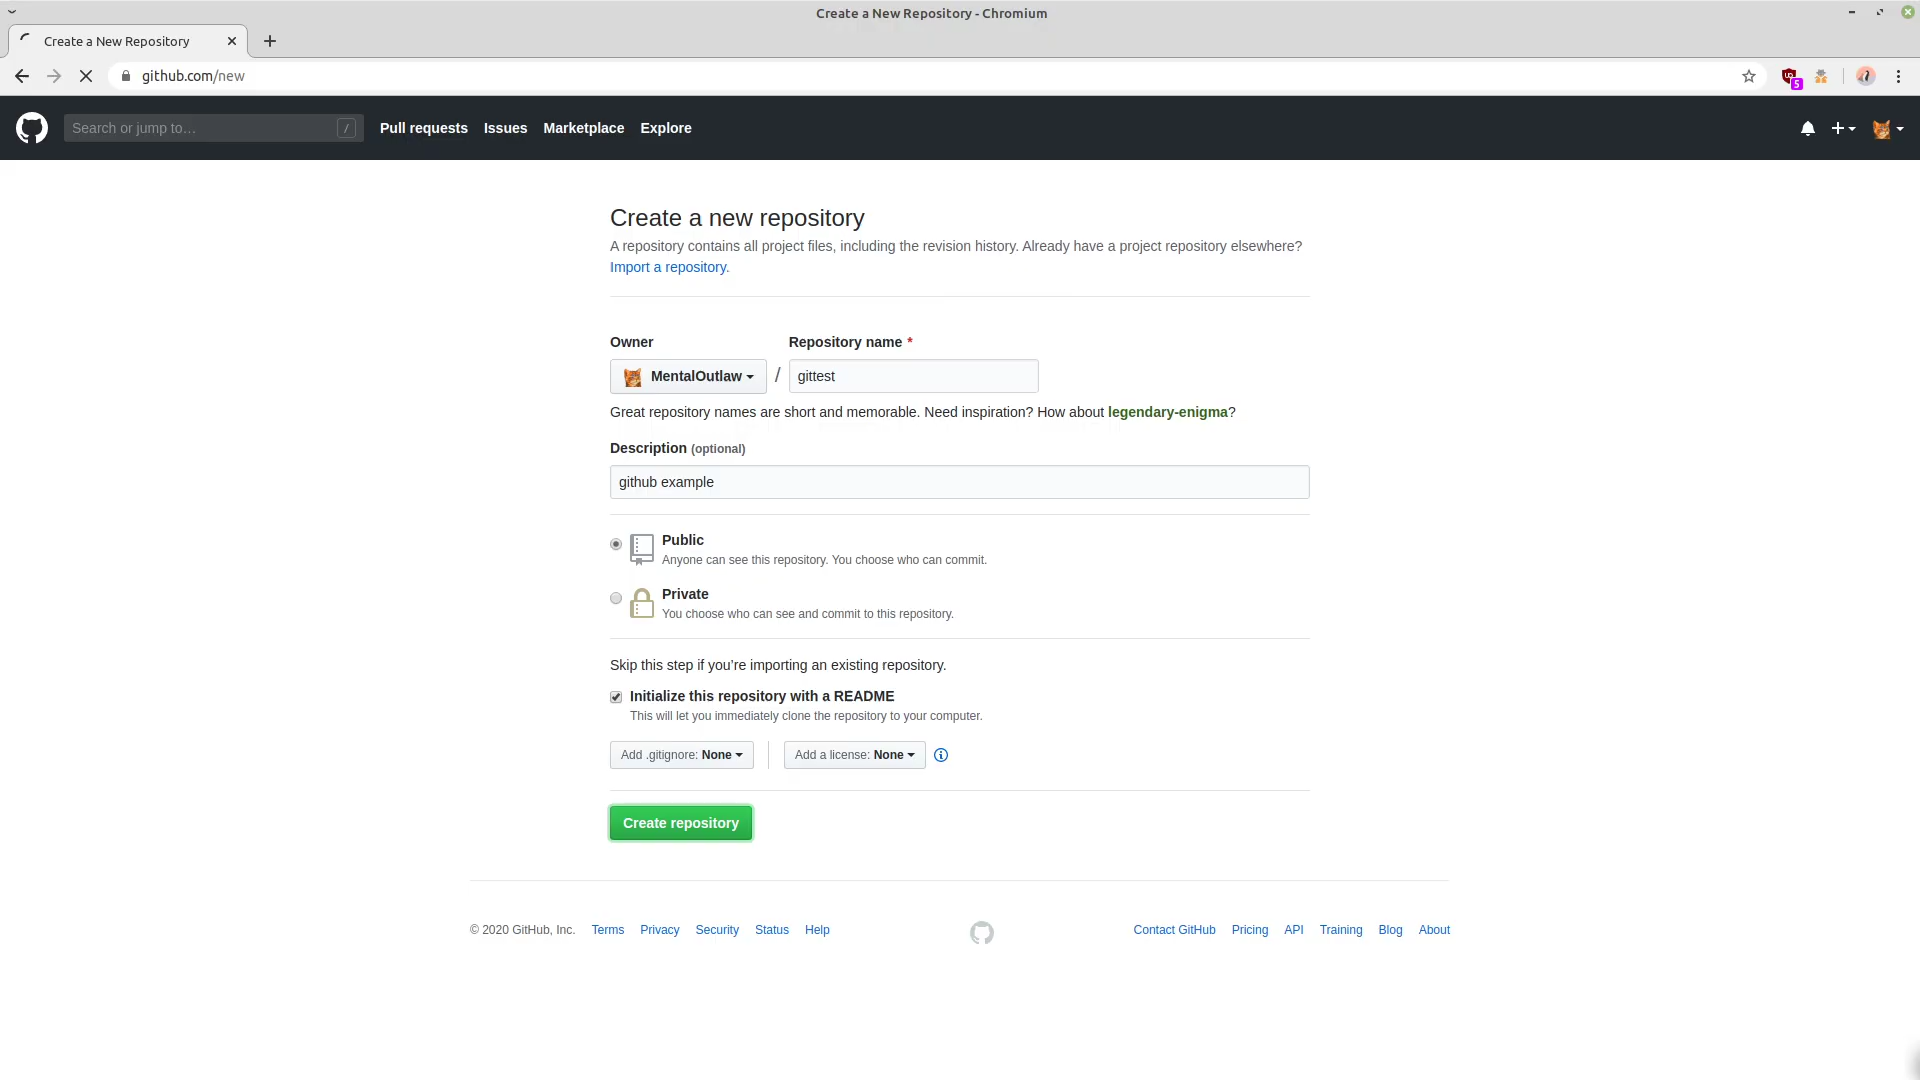 Create a New Repository - Chromium
Create a New Repository
github.com/new
5
Search or jump to…
/
Pull requests
Issues
Marketplace
Explore
Create a new repository
A repository contains all project files, including the revision history. Already have a project repository elsewhere?
Import a repository.
Owner
Repository name *
MentalOutlaw
/
gittest
Great repository names are short and memorable. Need inspiration? How about legendary-enigma?
Description (optional)
github example
Public
Anyone can see this repository. You choose who can commit.
Private
You choose who can see and commit to this repository.
Skip this step if you’re importing an existing repository.
Initialize this repository with a README
This will let you immediately clone the repository to your computer.
Add .gitignore: None
Add a license: None
Create repository
© 2020 GitHub, Inc.
Terms
Privacy
Security
Status
Help
Contact GitHub
Pricing
API
Training
Blog
About